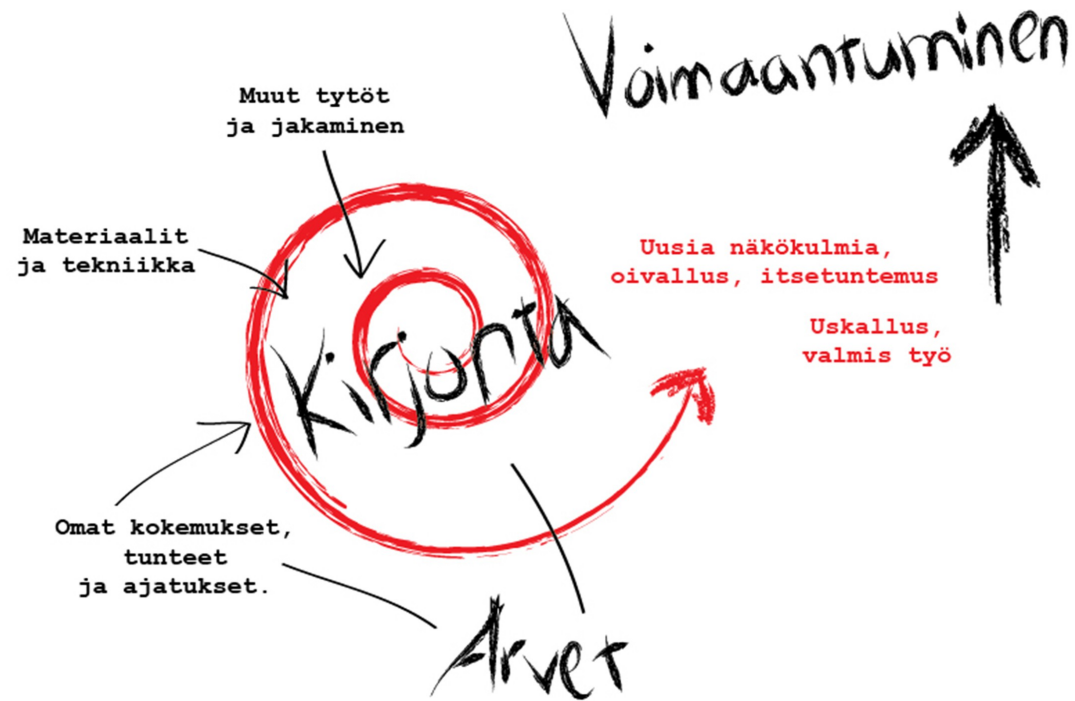 Voimaantuminen
Muut tytöt
ja jakaminen
Materiaalit
ja tekniikka
Uusia näkökulmia,
oivallus, itsetuntemus
Uskallus,
valmis työ
Kirjonta
Omat kokemukset,
tunteet
ja ajatukset.
Arvet